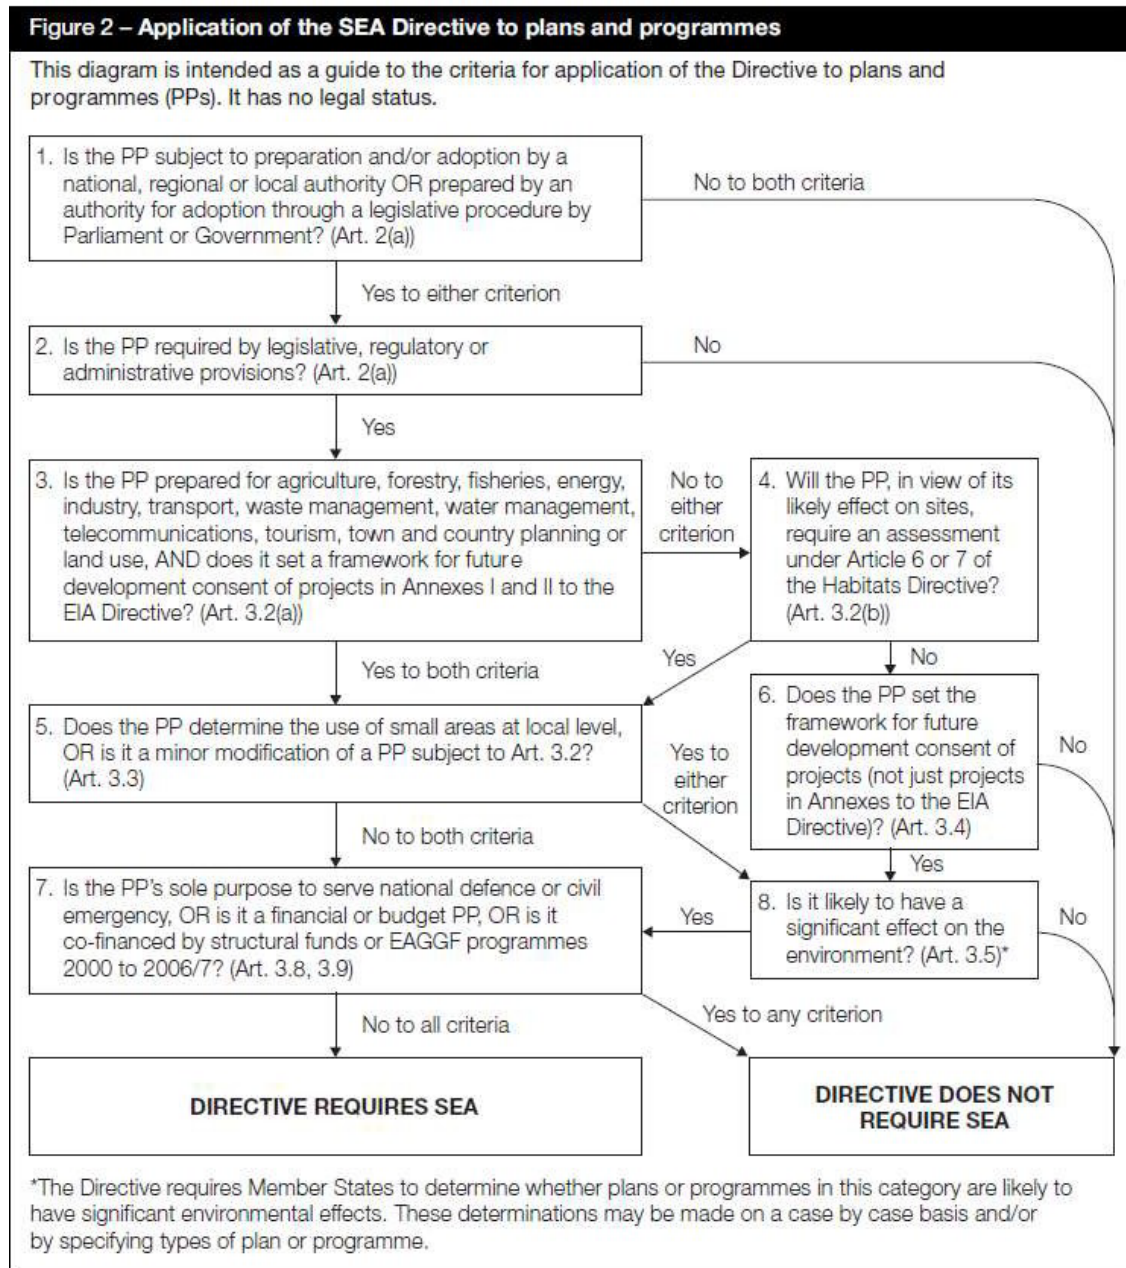 Figure 2 – Application of the SEA Directive to plans and programmes
This diagram is intended as a guide to the criteria for application of the Directive to plans and
programmes (PPs). It has no legal status.
1. Is the PP subject to preparation and/or adoption by a
national, regional or local authority OR prepared by an
authority for adoption through a legislative procedure by
Parliament or Government? (Art. 2(a))
No to both criteria
Yes to either criterion
2. Is the PP required by legislative, regulatory or
administrative provisions? (Art. 2(a))
No
Yes
3. Is the PP prepared for agriculture, forestry, fisheries, energy,
industry, transport, waste management, water management,
telecommunications, tourism, town and country planning or
land use, AND does it set a framework for future
development consent of projects in Annexes I and II to the
EIA Directive? (Art. 3.2(a))
No to
either
criterion
4. Will the PP, in view of its
likely effect on sites,
require an assessment
under Article 6 or 7 of
the Habitats Directive?
(Art. 3.2(b))
Yes to both criteria
Yes
No
5. Does the PP determine the use of small areas at local level,
OR is it a minor modification of a PP subject to Art. 3.2?
(Art. 3.3)
Yes to
either
criterion
6. Does the PP set the
framework for future
development consent of
projects (not just projects
in Annexes to the EIA
Directive)? (Art. 3.4)
No
No to both criteria
Yes
7. Is the PP's sole purpose to serve national defence or civil
emergency, OR is it a financial or budget PP, OR is it
co-financed by structural funds or EAGGF programmes
2000 to 2006/7? (Art. 3.8, 3.9)
Yes
8. Is it likely to have a
significant effect on the
environment? (Art. 3.5)*
No
No to all criteria
Yes to any criterion
DIRECTIVE REQUIRES SEA
DIRECTIVE DOES NOT
REQUIRE SEA
*The Directive requires Member States to determine whether plans or programmes in this category are likely to
have significant environmental effects. These determinations may be made on a case by case basis and/or
by specifying types of plan or programme.